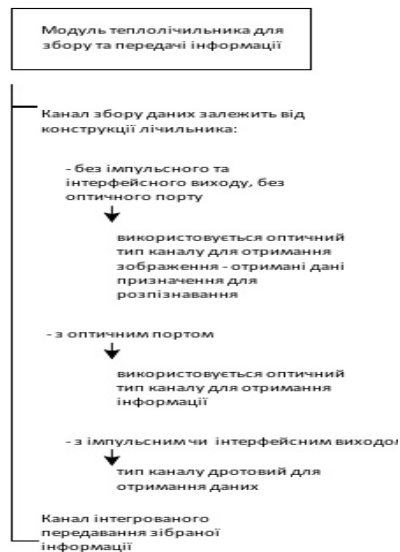 Модуль теплолічильника для
збору та передачі інформації
Канал збору даних залежить від
конструкції лічильника:
- без імпульсного та
інтерфейсного виходу, без
оптичного порту
використовується оптичний
тип каналу для отримання
зображення - отримані дані
призначення для
розпізнавання
- з оптичним портом
використовується оптичний
тип каналу для отримання
інформації
- з імпульсним чи інтерфейсним виходом
тип каналу дротовий для
отримання даних
Канал інтегрованого
передавання зібраної
інформації